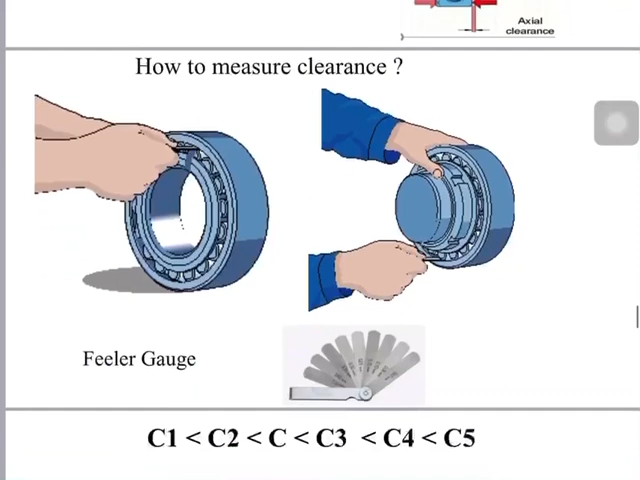 Axial
clearance
How to measure clearance ?
Feeler Gauge
C1 < C2 < C < C3 < C4 < C5